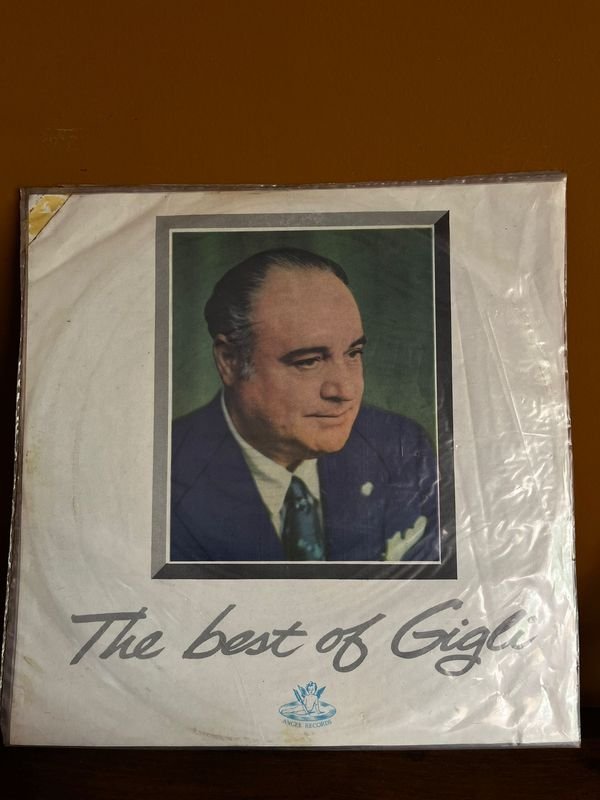 The best of Gigli
ANGEL RECORDS